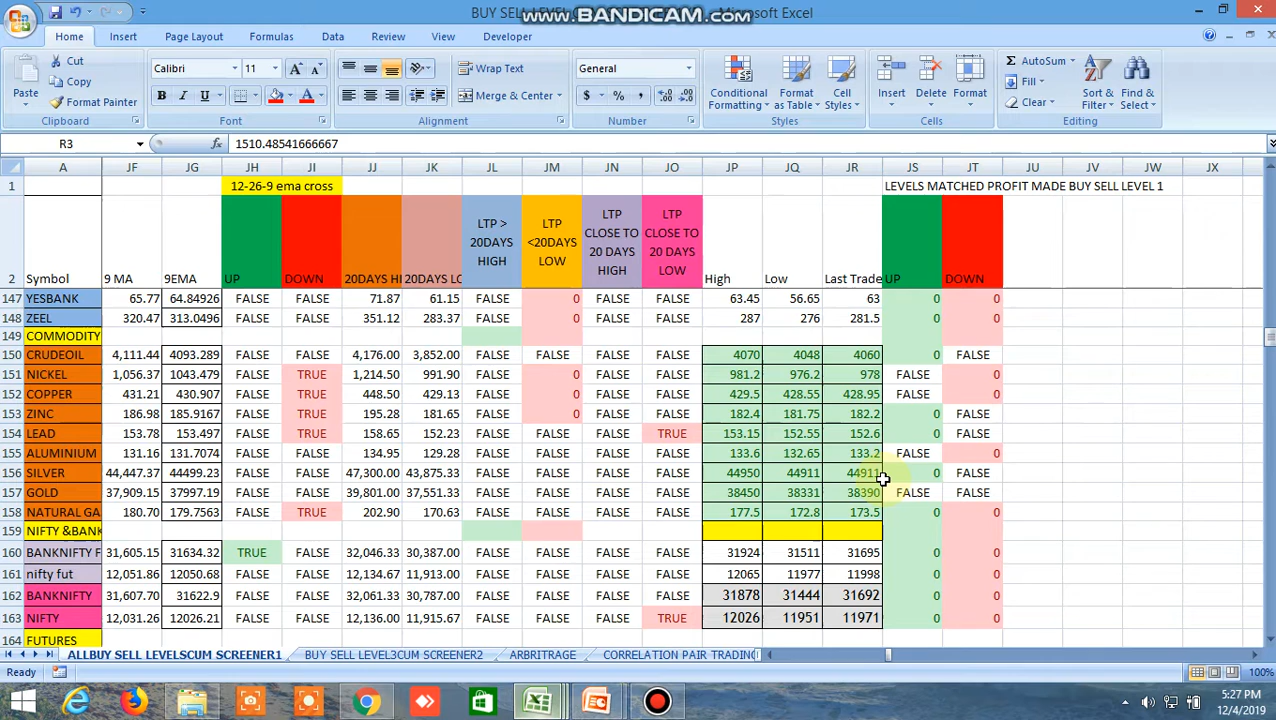 BUY SELL LEVEL www.BANDICAM.com Microsoft Excel
Home Insert Page Layout Formulas Data Review View Developer
Cut
Copy
Format Painter
Paste
Clipboard
Calibri 11
B I U
Font
Wrap Text
Merge & Center
Alignment
General
$ % ,
Number
Conditional Formatting
Format as Table
Cell Styles
Styles
Insert Delete Format
Cells
Σ AutoSum
Fill
Clear
Sort & Filter
Find & Select
Editing
R3 fx 1510.48541666667
A JF JG JH JI JJ JK JL JM JN JO JP JQ JR JS JT JU JV JW JX
1 12-26-9 ema cross LEVELS MATCHED PROFIT MADE BUY SELL LEVEL 1
2 Symbol 9 MA 9EMA UP DOWN 20DAYS HI 20DAYS LO LTP > 20DAYS HIGH LTP <20DAYS LOW LTP CLOSE TO 20 DAYS HIGH LTP CLOSE TO 20 DAYS LOW High Low Last Trade UP DOWN
147 YESBANK 65.77 64.84926 FALSE FALSE 71.87 61.15 FALSE 0 FALSE FALSE 63.45 56.65 63 0 0
148 ZEEL 320.47 313.0496 FALSE FALSE 351.12 283.37 FALSE 0 FALSE FALSE 287 276 281.5 0 0
149 COMMODITY
150 CRUDEOIL 4,111.44 4093.289 FALSE FALSE 4,176.00 3,852.00 FALSE FALSE FALSE FALSE 4070 4048 4060 0 FALSE
151 NICKEL 1,056.37 1043.479 FALSE TRUE 1,214.50 991.90 FALSE 0 FALSE FALSE 981.2 976.2 978 FALSE 0
152 COPPER 431.21 430.907 FALSE TRUE 448.50 429.13 FALSE 0 FALSE FALSE 429.5 428.55 428.95 FALSE 0
153 ZINC 186.98 185.9167 FALSE TRUE 195.28 181.65 FALSE 0 FALSE FALSE 182.4 181.75 182.2 0 FALSE
154 LEAD 153.78 153.497 FALSE TRUE 158.65 152.23 FALSE FALSE FALSE TRUE 153.15 152.55 152.6 0 FALSE
155 ALUMINIUM 131.16 131.7074 FALSE FALSE 135.00 128.90 FALSE FALSE FALSE FALSE 133.6 132.65 133.2 FALSE 0
156 SILVER 44,447.37 44499.23 FALSE FALSE 47,300.00 43,875.33 FALSE FALSE FALSE FALSE 44950 44911 44911 0 FALSE
157 GOLD 37,909.15 37997.19 FALSE FALSE 39,801.00 37,551.33 FALSE FALSE FALSE FALSE 38450 38331 38390 FALSE FALSE
158 NATURAL GA 180.70 179.7563 FALSE TRUE 202.90 170.63 FALSE FALSE FALSE FALSE 177.5 172.8 173.5 0 0
159 NIFTY &BANK
160 BANKNIFTY F 31,605.15 31634.32 TRUE FALSE 32,046.33 30,387.00 FALSE FALSE FALSE FALSE 31924 31511 31695 0 0
161 nifty fut 12,051.86 12050.68 FALSE FALSE 12,134.67 11,913.00 FALSE FALSE FALSE FALSE 12065 11977 11998 0 0
162 BANKNIFTY 31,607.70 31622.9 FALSE FALSE 32,061.33 30,787.00 FALSE FALSE FALSE FALSE 31878 31444 31692 0 0
163 NIFTY 12,031.26 12026.21 FALSE FALSE 12,136.00 11,915.67 FALSE FALSE FALSE TRUE 12026 11951 11971 0 0
164 FUTURES
ALLBUY SELL LEVELSCUM SCREENER1 BUY SELL LEVEL3CUM SCREENER2 ARBITRAGE CORRELATION PAIR TRADING
Ready 100%
5:27 PM
12/4/2019